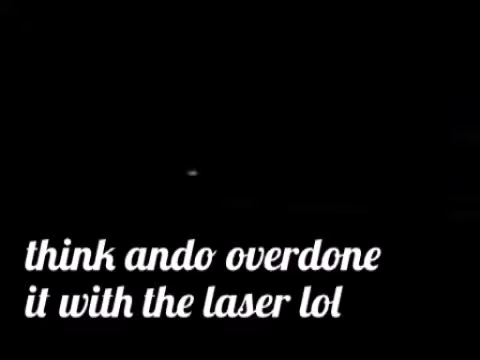 think ando overdone
it with the laser lol